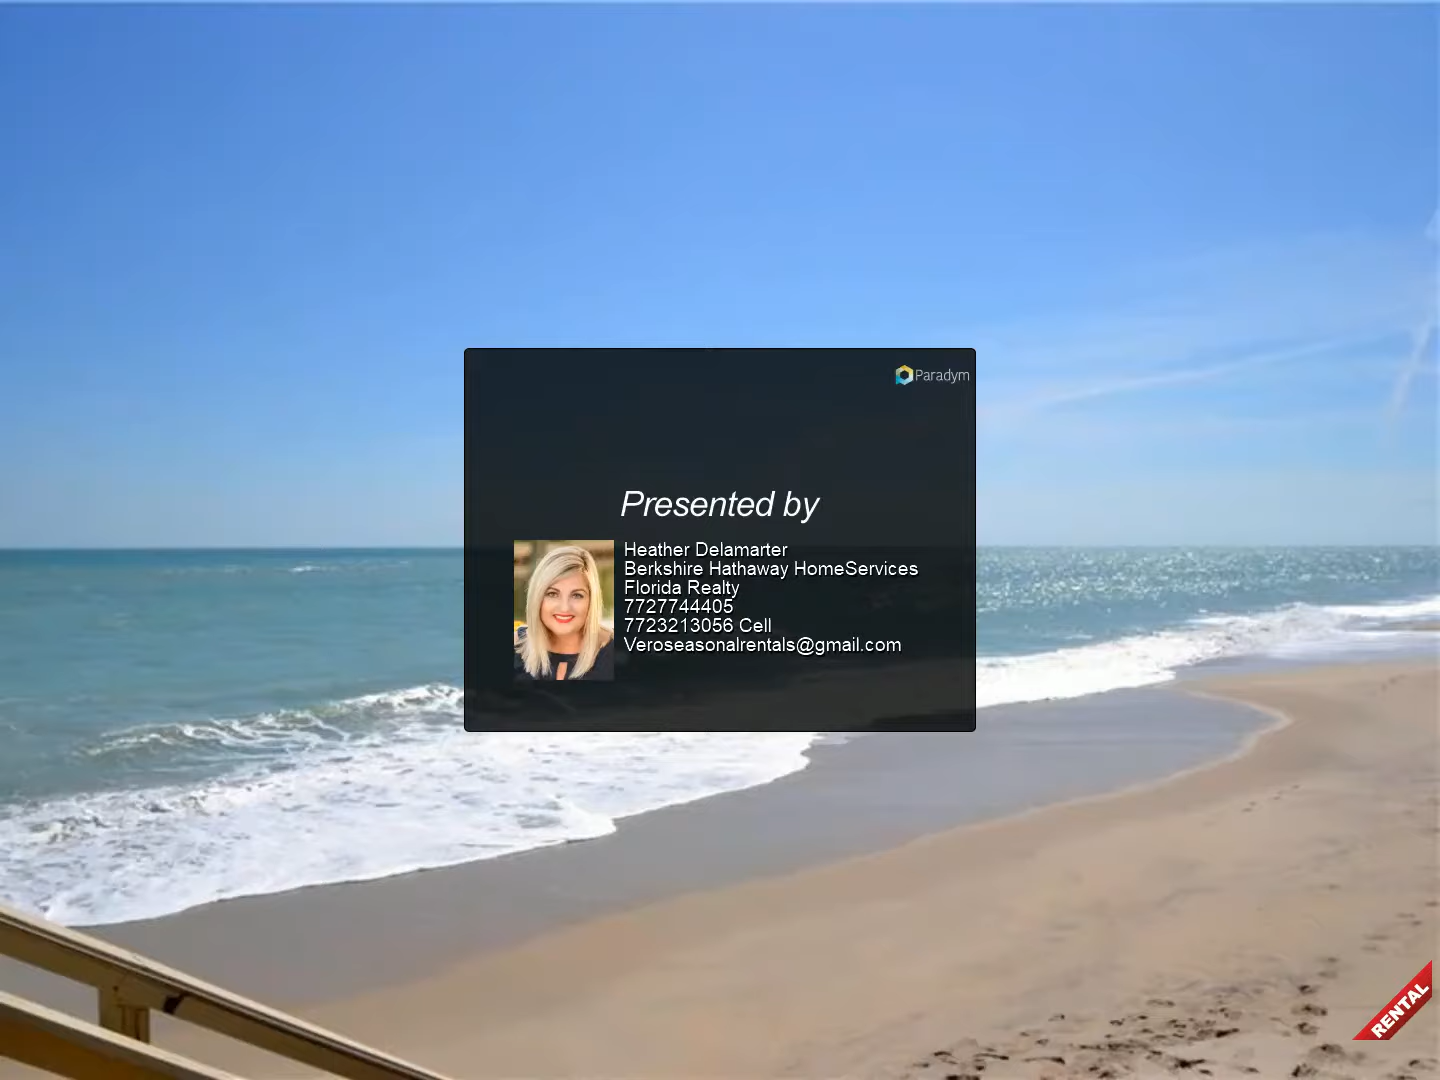 Paradym
Presented by
Heather Delamarter
Berkshire Hathaway HomeServices
Florida Realty
7727744405
7723213056 Cell
Veroseasonalrentals@gmail.com
RENTAL